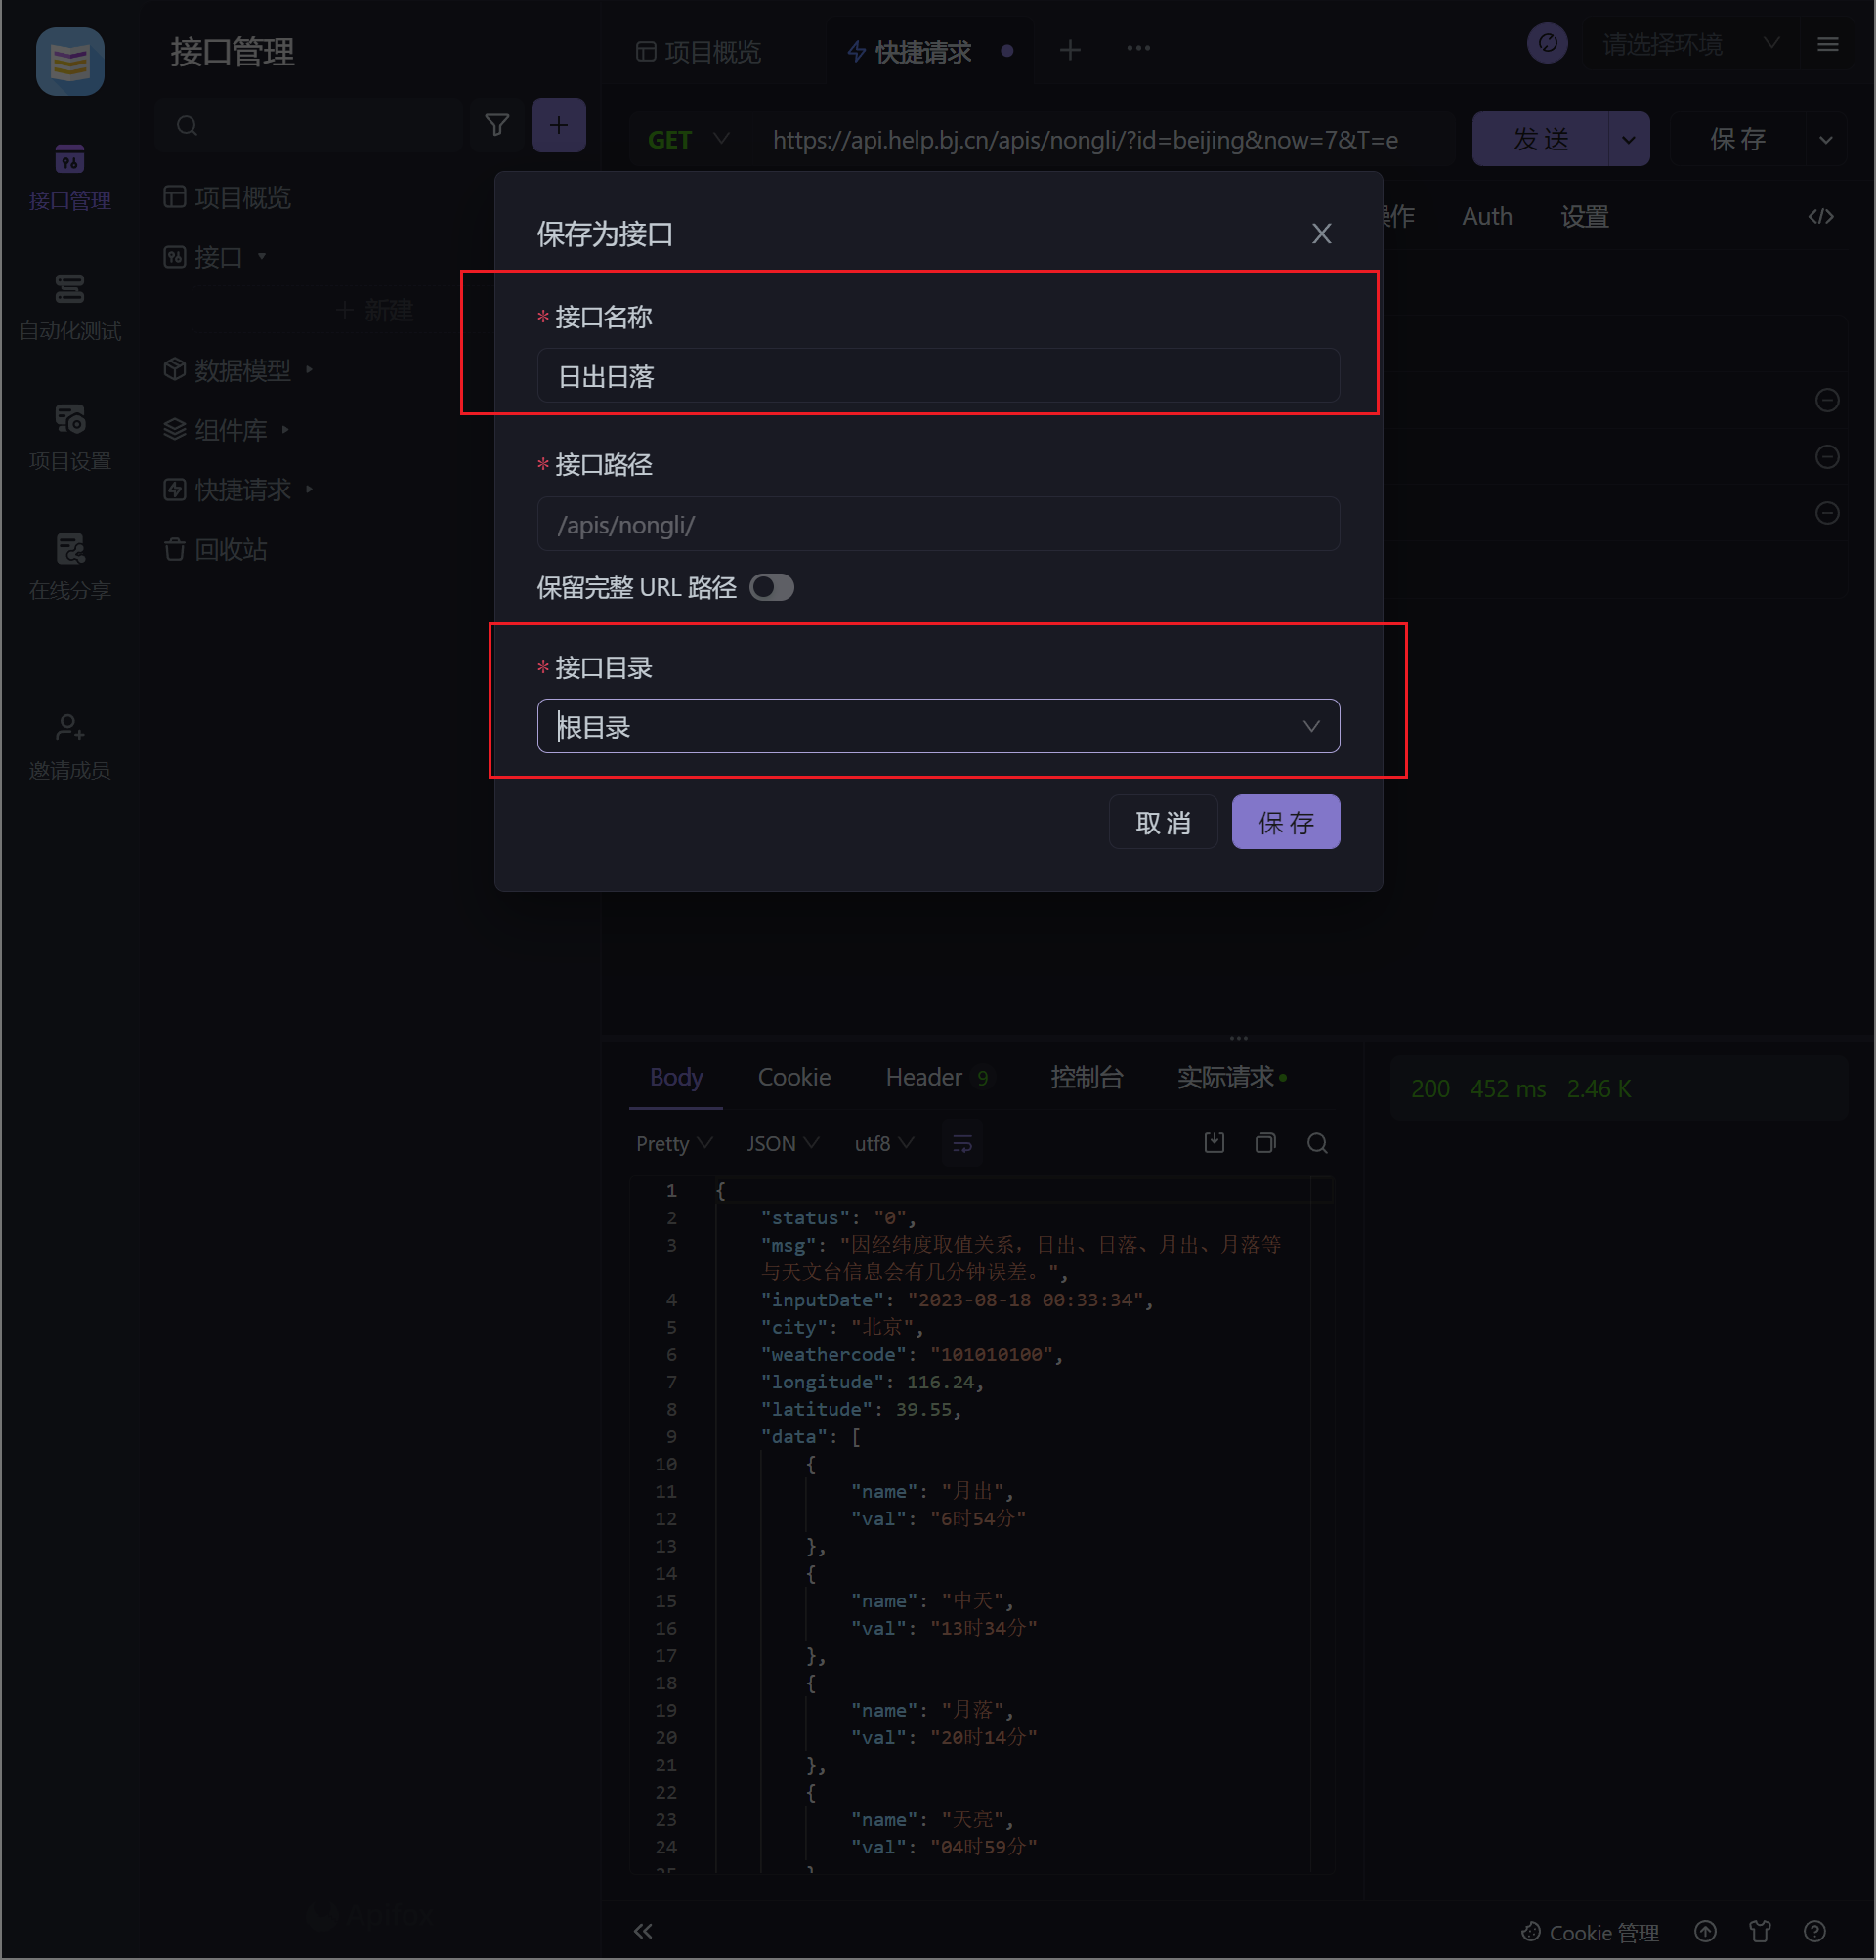 接口管理
自动化测试
项目设置
在线分享
邀请成员
接口管理
项目概览
接口
新建
数据模型
组件库
快捷请求
回收站
Apifox
项目概览
快捷请求
请选择环境
GET
https://api.help.bj.cn/apis/nongli/?id=beijing&now=7&T=e
发 送
保 存
作
Auth
设置
保存为接口
* 接口名称
日出日落
* 接口路径
/apis/nongli/
保留完整 URL 路径
* 接口目录
根目录
取 消
保 存
Body
Cookie
Header 9
控制台
实际请求
200 452 ms 2.46 K
Pretty
JSON
utf8
1 {
2 "status": "0",
3 "msg": "因经纬度取值关系，日出、日落、月出、月落等
与天文台信息会有几分钟误差。",
4 "inputDate": "2023-08-18 00:33:34",
5 "city": "北京",
6 "weathercode": "101010100",
7 "longitude": 116.24,
8 "latitude": 39.55,
9 "data": [
10 {
11 "name": "月出",
12 "val": "6时54分"
13 },
14 {
15 "name": "中天",
16 "val": "13时34分"
17 },
18 {
19 "name": "月落",
20 "val": "20时14分"
21 },
22 {
23 "name": "天亮",
24 "val": "04时59分"
25 }
Cookie 管理